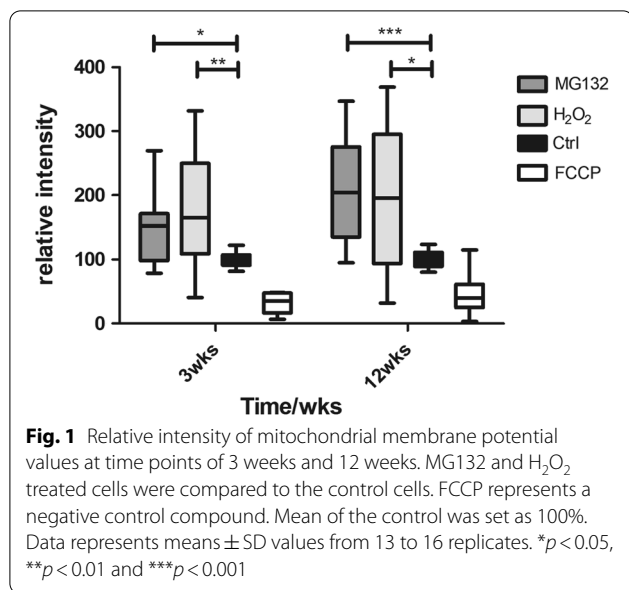 * ***
** *
400
300
200
100
0
relative intensity
MG132
H₂O₂
Ctrl
FCCP
3wks 12wks
Time/wks
Fig. 1 Relative intensity of mitochondrial membrane potential
values at time points of 3 weeks and 12 weeks. MG132 and H₂O₂
treated cells were compared to the control cells. FCCP represents a
negative control compound. Mean of the control was set as 100%.
Data represents means ± SD values from 13 to 16 replicates. *p < 0.05,
**p < 0.01 and ***p < 0.001